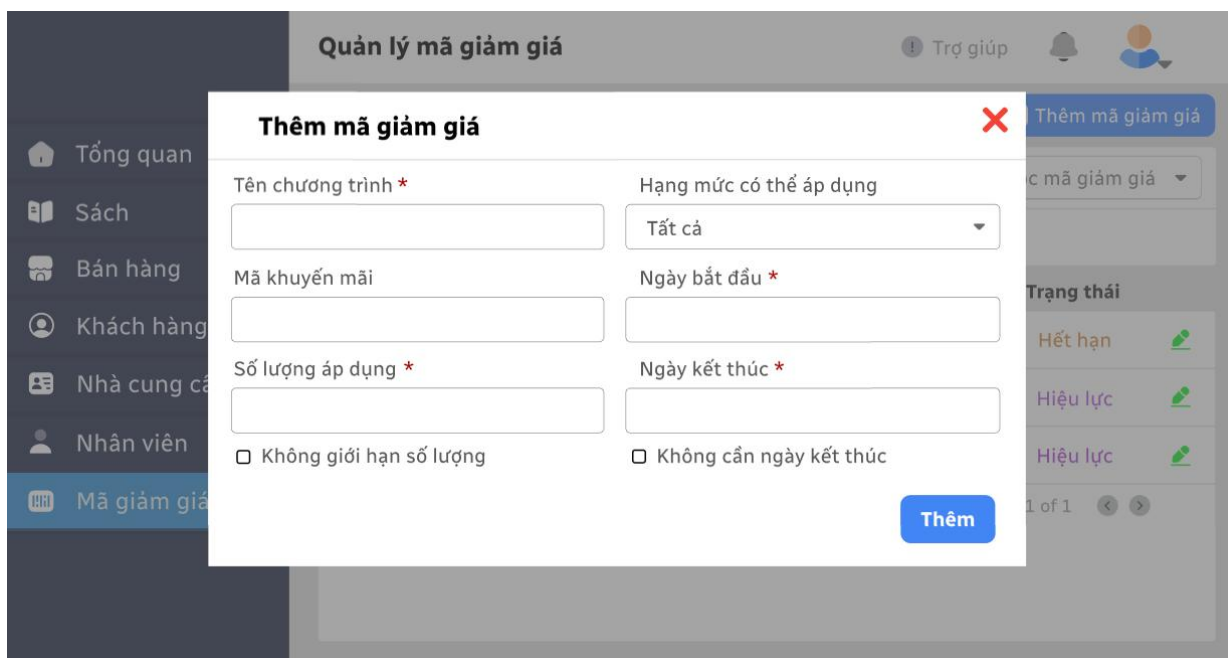 Quản lý mã giảm giá
Trợ giúp
Thêm mã giảm giá
Tổng quan
Sách
Bán hàng
Khách hàng
Nhà cung
Nhân viên
Mã giảm giá
Thêm mã giảm giá
Tên chương trình *
Hạng mức có thể áp dụng
Tất cả
Mã khuyến mãi
Ngày bắt đầu *
Số lượng áp dụng *
Ngày kết thúc *
Không giới hạn số lượng
Không cần ngày kết thúc
Thêm
mã giảm giá
Trạng thái
Hết hạn
Hiệu lực
Hiệu lực
1 of 1